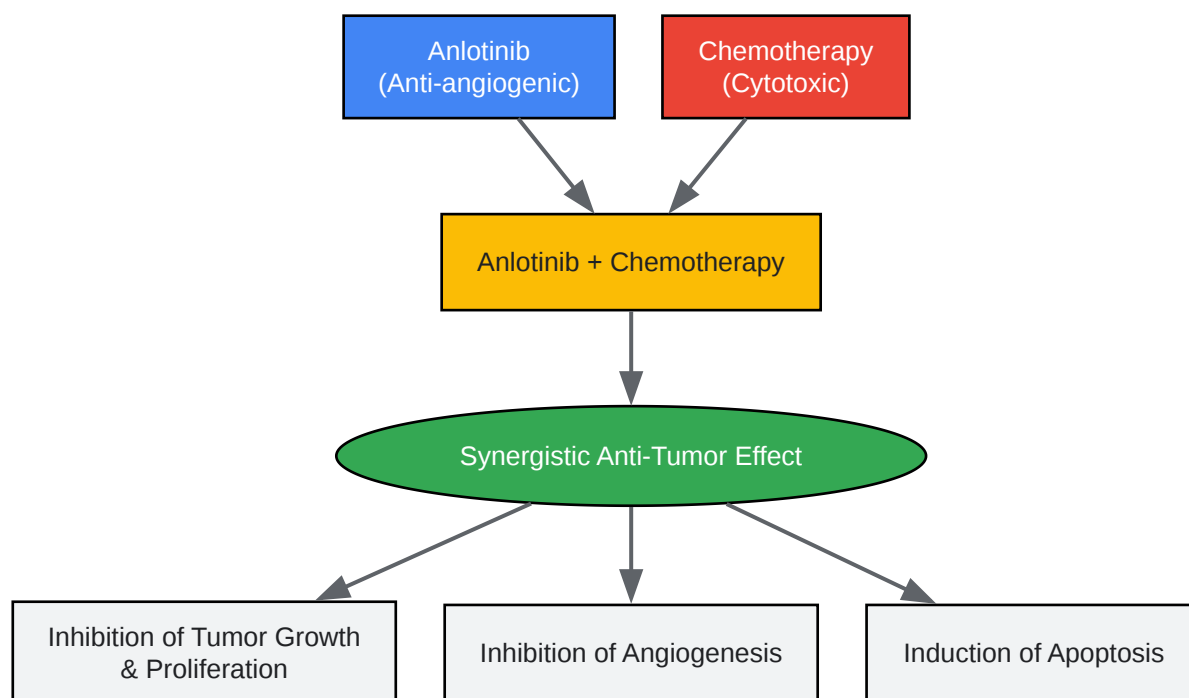 Anlotinib
(Anti-angiogenic)
Chemotherapy
(Cytotoxic)
Anlotinib + Chemotherapy
Synergistic Anti-Tumor Effect
Inhibition of Tumor Growth
& Proliferation
Inhibition of Angiogenesis
Induction of Apoptosis